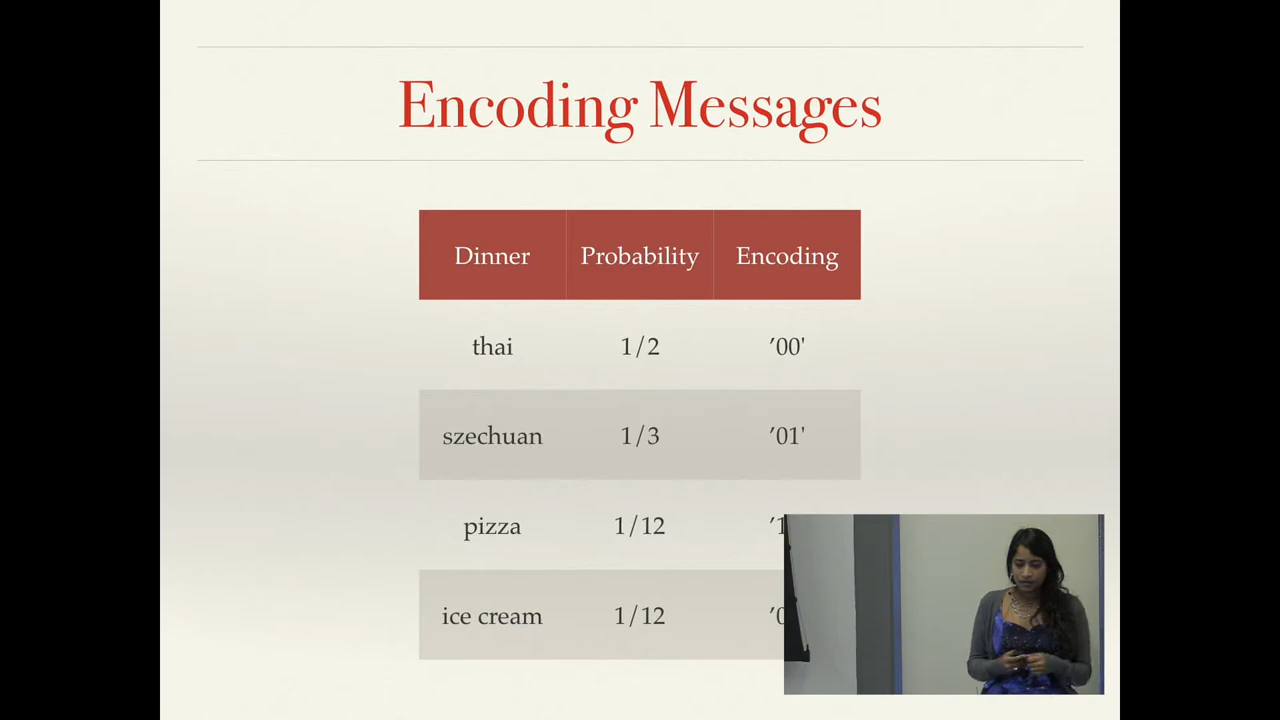 Encoding Messages
Dinner Probability Encoding
thai 1/2 ’00'
szechuan 1/3 ’01'
pizza 1/12
ice cream 1/12